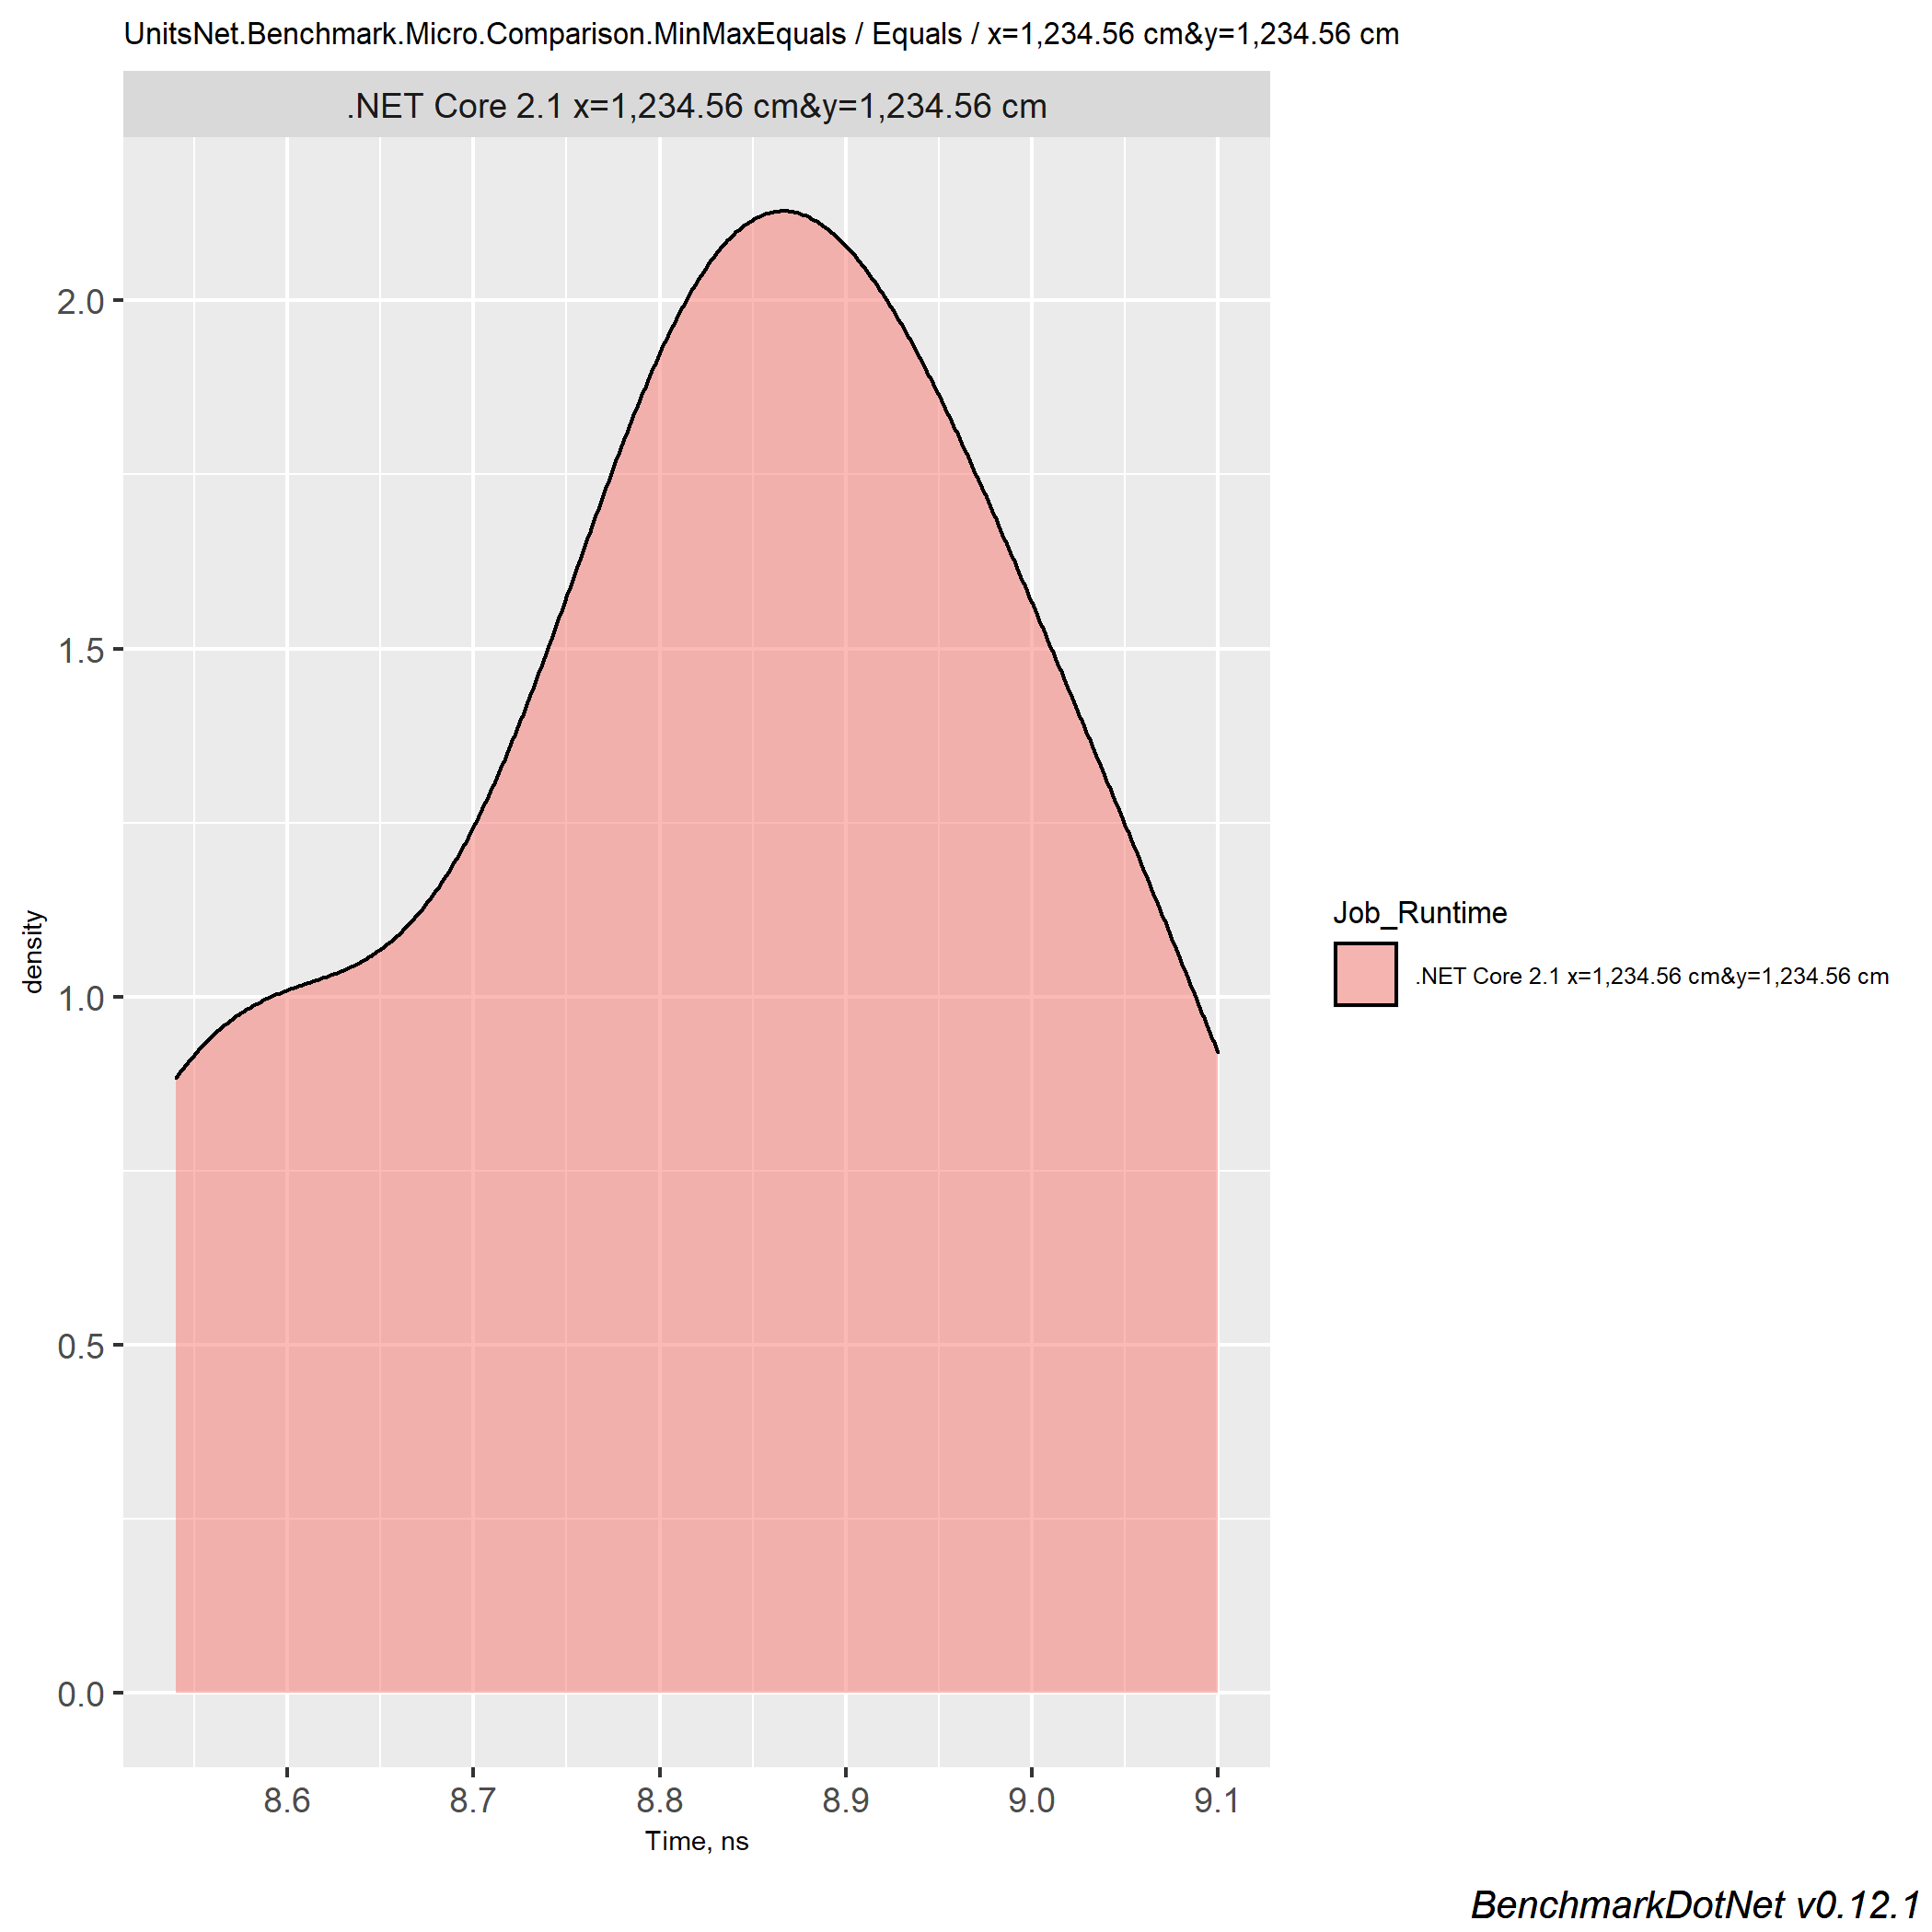 UnitsNet.Benchmark.Micro.Comparison.MinMaxEquals / Equals / x=1,234.56 cm&y=1,234.56 cm
.NET Core 2.1 x=1,234.56 cm&y=1,234.56 cm
2.0
1.5
1.0
0.5
0.0
density
8.6 8.7 8.8 8.9 9.0 9.1
Time, ns
Job_Runtime
.NET Core 2.1 x=1,234.56 cm&y=1,234.56 cm
BenchmarkDotNet v0.12.1